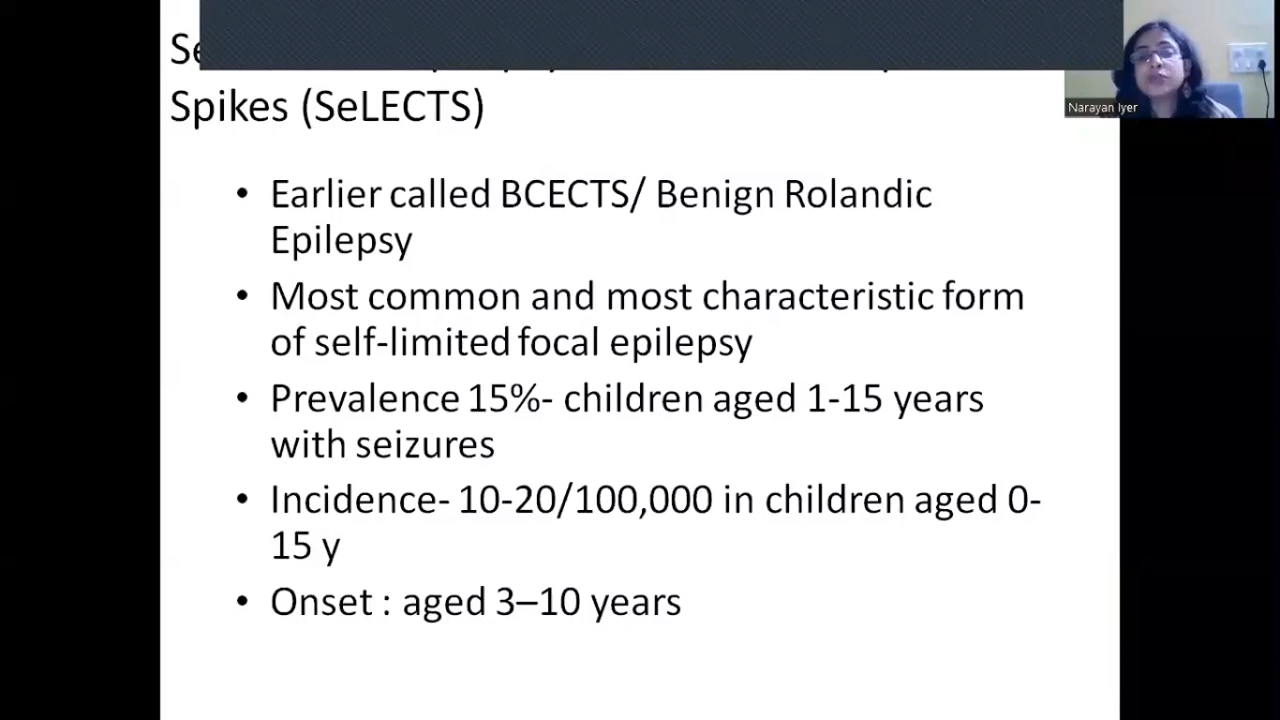 Spikes (SeLECTS)
• Earlier called BCECTS/ Benign Rolandic
Epilepsy
• Most common and most characteristic form
of self-limited focal epilepsy
• Prevalence 15%- children aged 1-15 years
with seizures
• Incidence- 10-20/100,000 in children aged 0-
15 y
• Onset : aged 3–10 years
Narayan Iyer